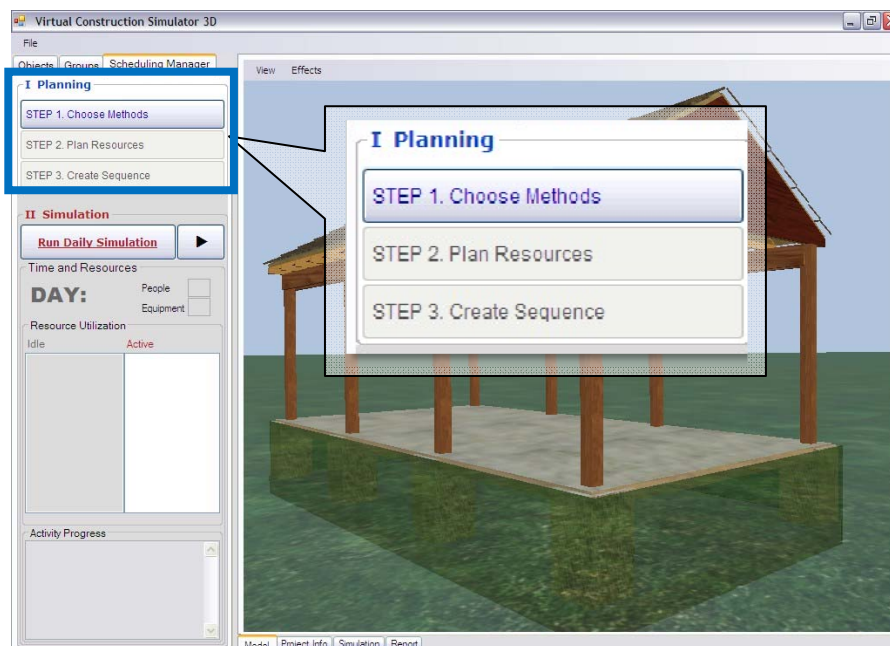 Virtual Construction Simulator 3D
File
Objects Groups Scheduling Manager
I Planning
STEP 1. Choose Methods
STEP 2. Plan Resources
STEP 3. Create Sequence
II Simulation
Run Daily Simulation
Time and Resources
DAY:
People
Equipment
Resource Utilization
Idle Active
Activity Progress
View Effects
I Planning
STEP 1. Choose Methods
STEP 2. Plan Resources
STEP 3. Create Sequence
Model Project Info Simulation Report